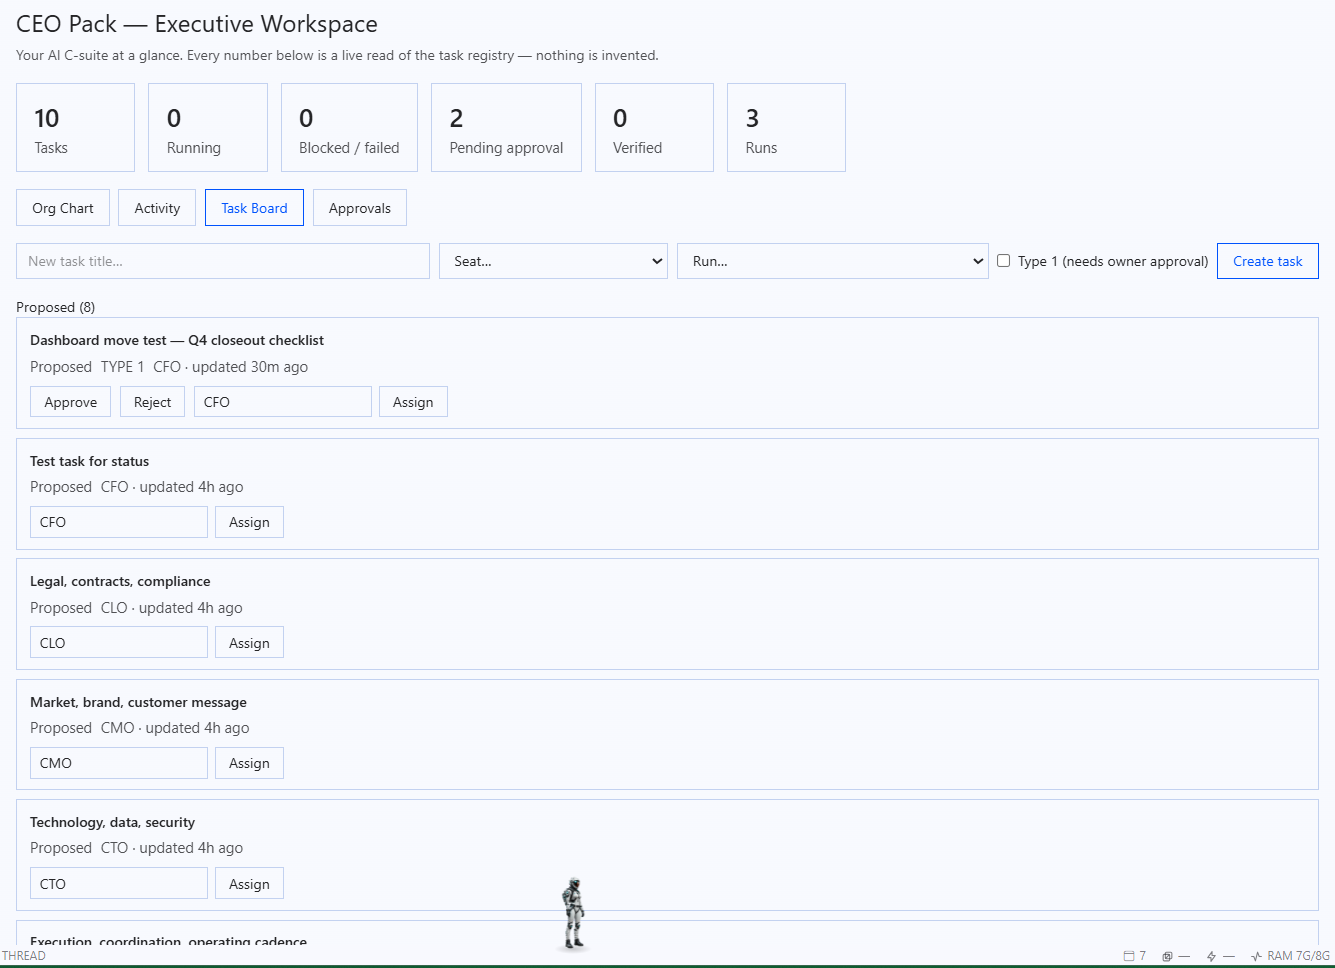 CEO Pack — Executive Workspace
Your AI C-suite at a glance. Every number below is a live read of the task registry — nothing is invented.
10 0 0 2 0 3
Tasks Running Blocked / failed Pending approval Verified Runs
Org Chart Activity Task Board Approvals
New task title... Seat... Run... Type 1 (needs owner approval) Create task
Proposed (8)
Dashboard move test — Q4 closeout checklist
Proposed TYPE 1 CFO · updated 30m ago
Approve Reject CFO Assign
Test task for status
Proposed CFO · updated 4h ago
CFO Assign
Legal, contracts, compliance
Proposed CLO · updated 4h ago
CLO Assign
Market, brand, customer message
Proposed CMO · updated 4h ago
CMO Assign
Technology, data, security
Proposed CTO · updated 4h ago
CTO Assign
Execution, coordination, operating cadence
THREAD 7 — — RAM 7G/8G